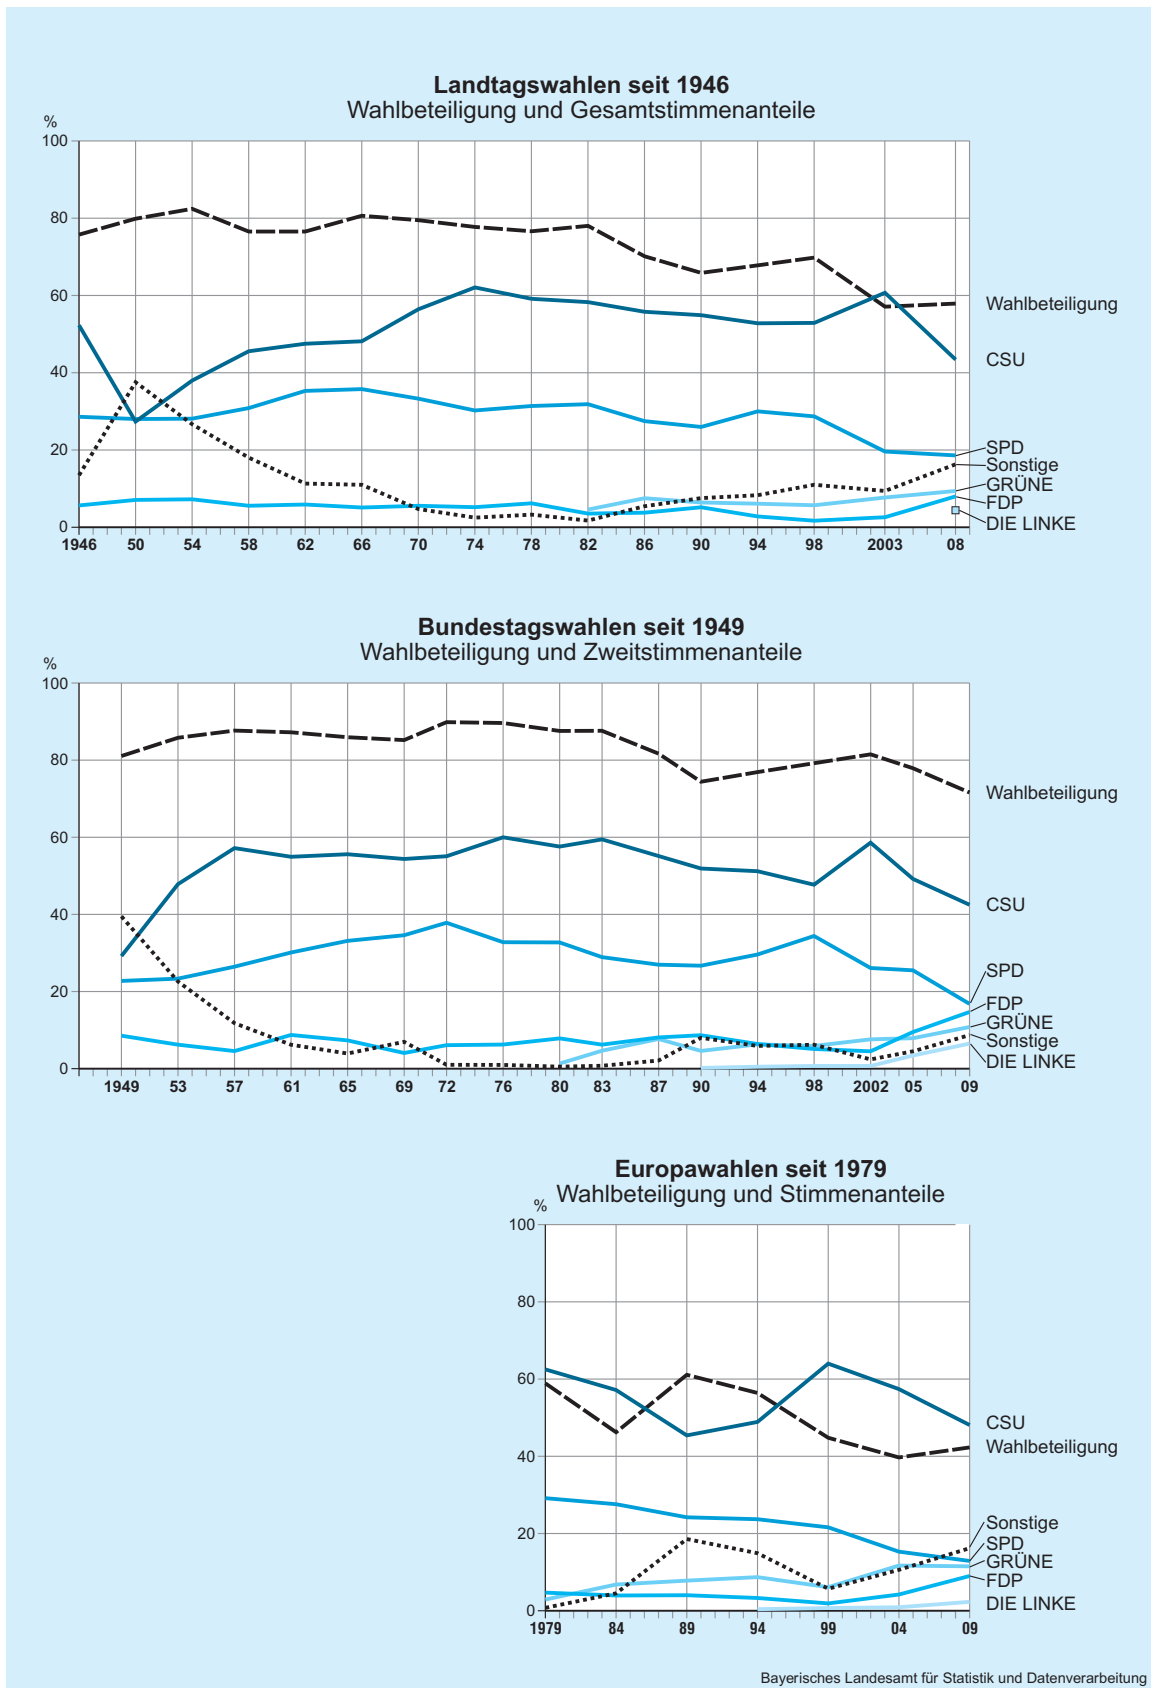 Landtagswahlen seit 1946
Wahlbeteiligung und Gesamtstimmenanteile
%
100
80
60
40
20
0
1946 50 54 58 62 66 70 74 78 82 86 90 94 98 2003 08
Wahlbeteiligung
CSU
SPD
Sonstige
GRÜNE
FDP
DIE LINKE
Bundestagswahlen seit 1949
Wahlbeteiligung und Zweitstimmenanteile
%
100
80
60
40
20
0
1949 53 57 61 65 69 72 76 80 83 87 90 94 98 2002 05 09
Wahlbeteiligung
CSU
SPD
FDP
GRÜNE
Sonstige
DIE LINKE
Europawahlen seit 1979
Wahlbeteiligung und Stimmenanteile
%
100
80
60
40
20
0
1979 84 89 94 99 04 09
CSU
Wahlbeteiligung
Sonstige
SPD
GRÜNE
FDP
DIE LINKE
Bayerisches Landesamt für Statistik und Datenverarbeitung